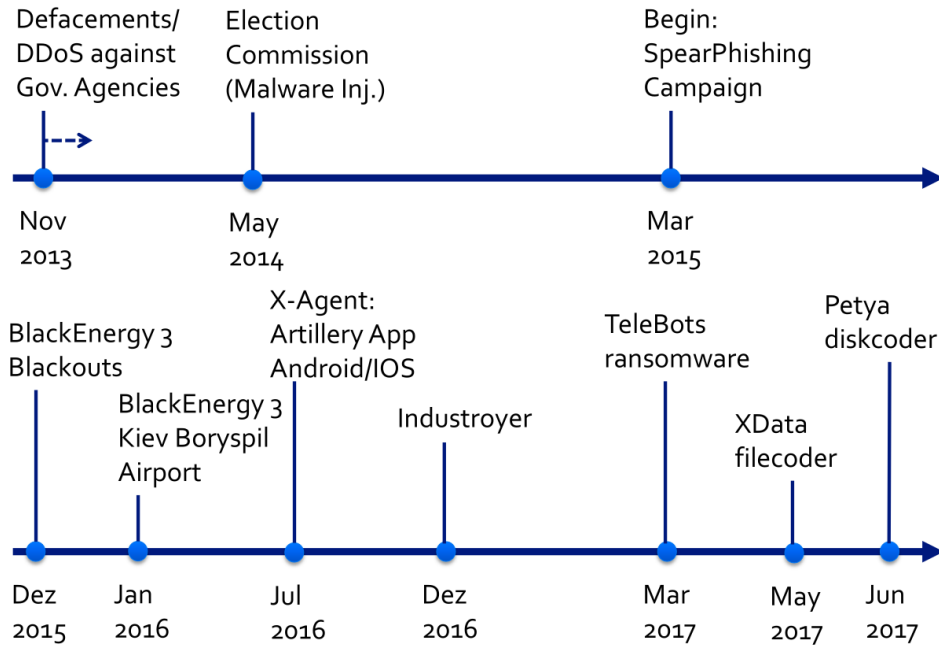 Defacements/
DDoS against
Gov. Agencies
Election
Commission
(Malware Inj.)
Begin:
SpearPhishing
Campaign
Nov
2013
May
2014
Mar
2015
BlackEnergy 3
Blackouts
BlackEnergy 3
Kiev Boryspil
Airport
X-Agent:
Artillery App
Android/IOS
Industroyer
TeleBots
ransomware
XData
filecoder
Petya
diskcoder
Dez
2015
Jan
2016
Jul
2016
Dez
2016
Mar
2017
May
2017
Jun
2017